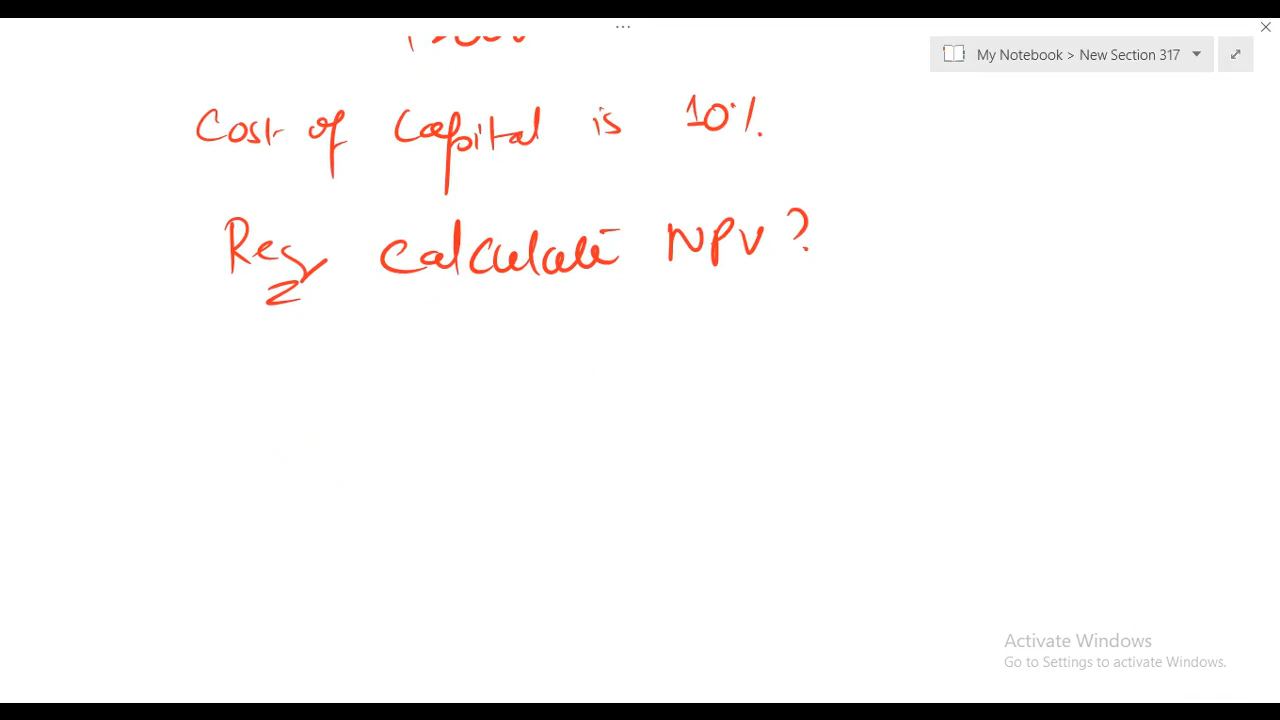 My Notebook > New Section 317
Cost of Capital is 10%.
Req Calculate NPV?
Activate Windows
Go to Settings to activate Windows.